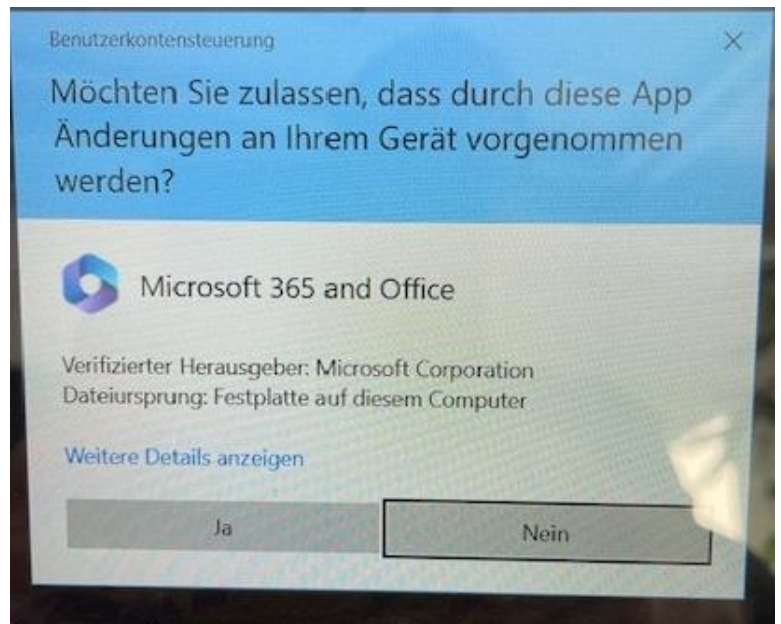 Benutzerkontensteuerung
Möchten Sie zulassen, dass durch diese App
Änderungen an Ihrem Gerät vorgenommen
werden?
Microsoft 365 and Office
Verifizierter Herausgeber: Microsoft Corporation
Dateiursprung: Festplatte auf diesem Computer
Weitere Details anzeigen
Ja
Nein